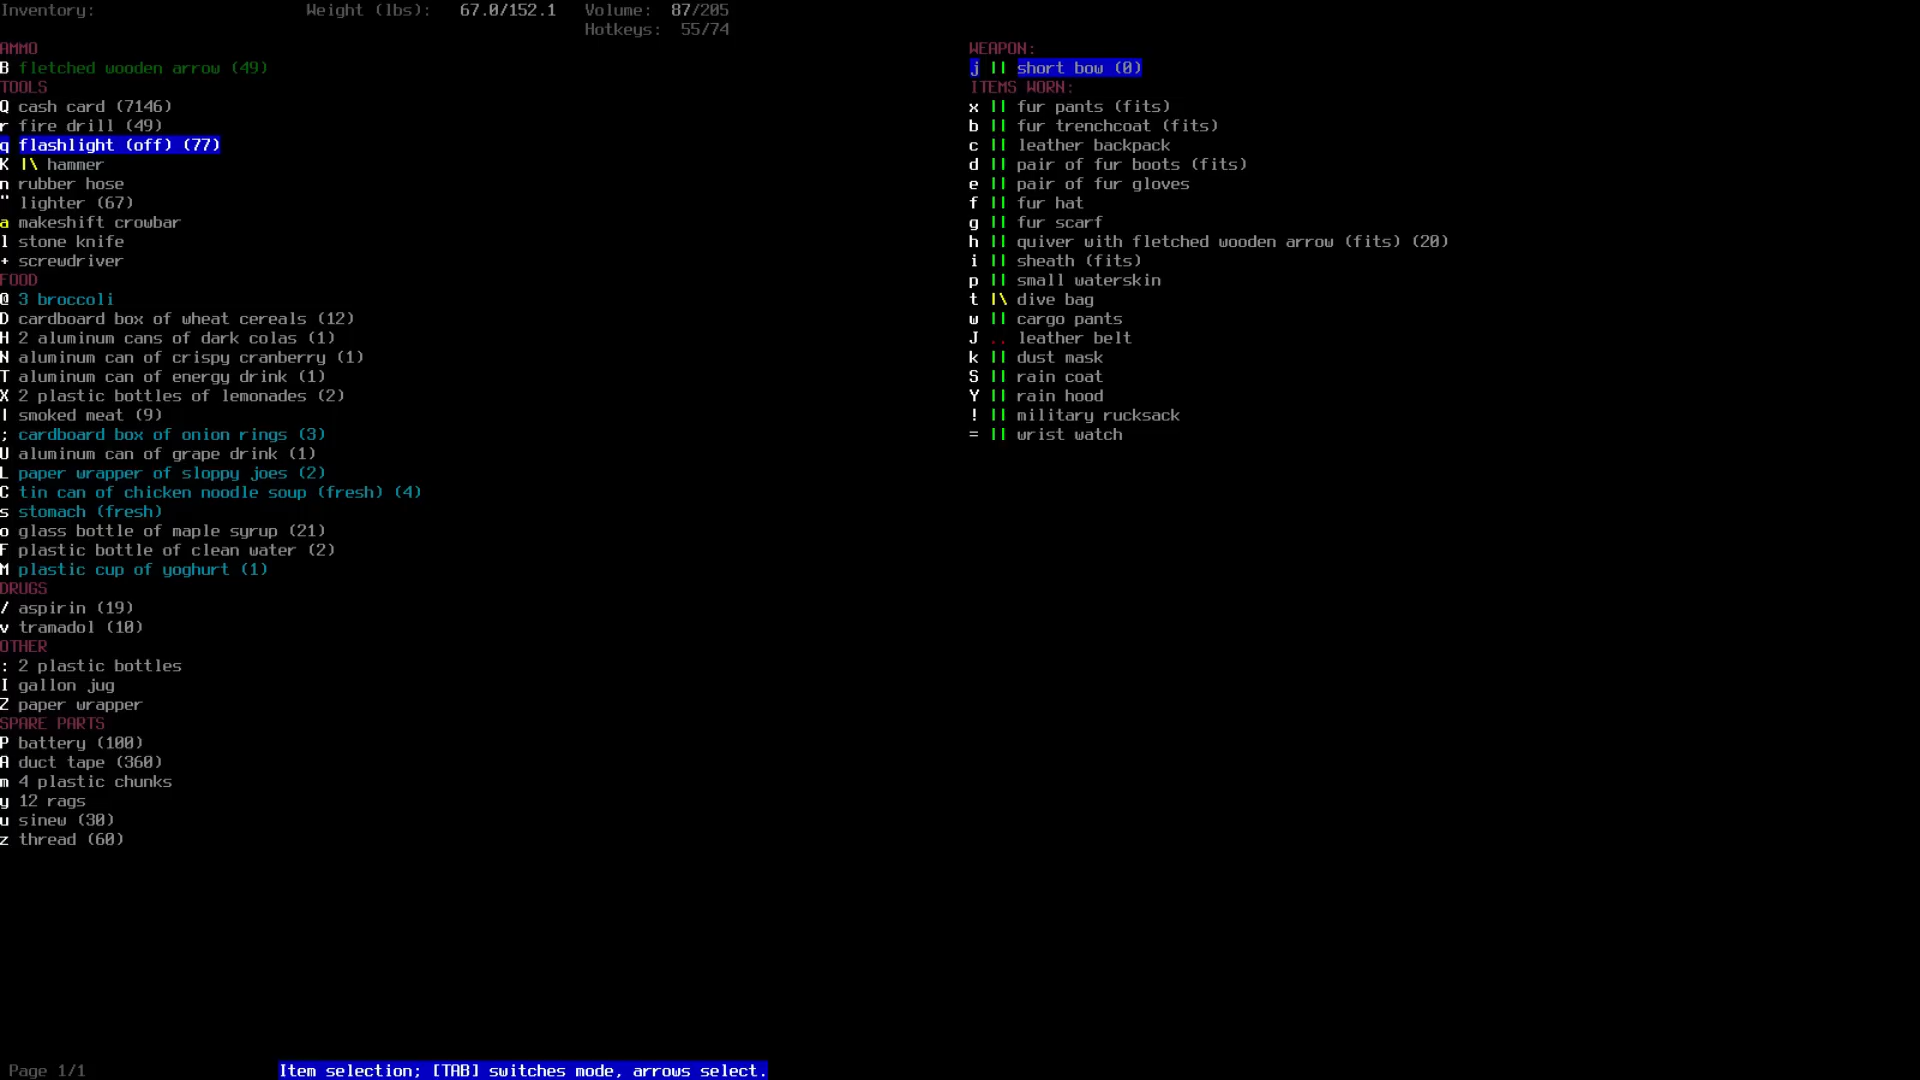 Inventory: Weight (lbs): 67.0/152.1 Volume: 87/205
Hotkeys: 55/74
AMMO
B fletched wooden arrow (49)
TOOLS
Q cash card (7146)
r fire drill (49)
q flashlight (off) (77)
K |\ hammer
n rubber hose
" lighter (67)
a makeshift crowbar
l stone knife
+ screwdriver
FOOD
@ 3 broccoli
D cardboard box of wheat cereals (12)
H 2 aluminum cans of dark colas (1)
N aluminum can of crispy cranberry (1)
T aluminum can of energy drink (1)
X 2 plastic bottles of lemonades (2)
| smoked meat (9)
; cardboard box of onion rings (3)
U aluminum can of grape drink (1)
L paper wrapper of sloppy joes (2)
C tin can of chicken noodle soup (fresh) (4)
s stomach (fresh)
o glass bottle of maple syrup (21)
F plastic bottle of clean water (2)
M plastic cup of yoghurt (1)
DRUGS
/ aspirin (19)
v tramadol (10)
OTHER
: 2 plastic bottles
I gallon jug
Z paper wrapper
SPARE PARTS
P battery (100)
A duct tape (360)
m 4 plastic chunks
y 12 rags
u sinew (30)
z thread (60)
WEAPON:
j || short bow (0)
ITEMS WORN:
x || fur pants (fits)
b || fur trenchcoat (fits)
c || leather backpack
d || pair of fur boots (fits)
e || pair of fur gloves
f || fur hat
g || fur scarf
h || quiver with fletched wooden arrow (fits) (20)
i || sheath (fits)
p || small waterskin
t |\ dive bag
w || cargo pants
J .. leather belt
k || dust mask
S || rain coat
Y || rain hood
! || military rucksack
= || wrist watch
Page 1/1 Item selection; [TAB] switches mode, arrows select.